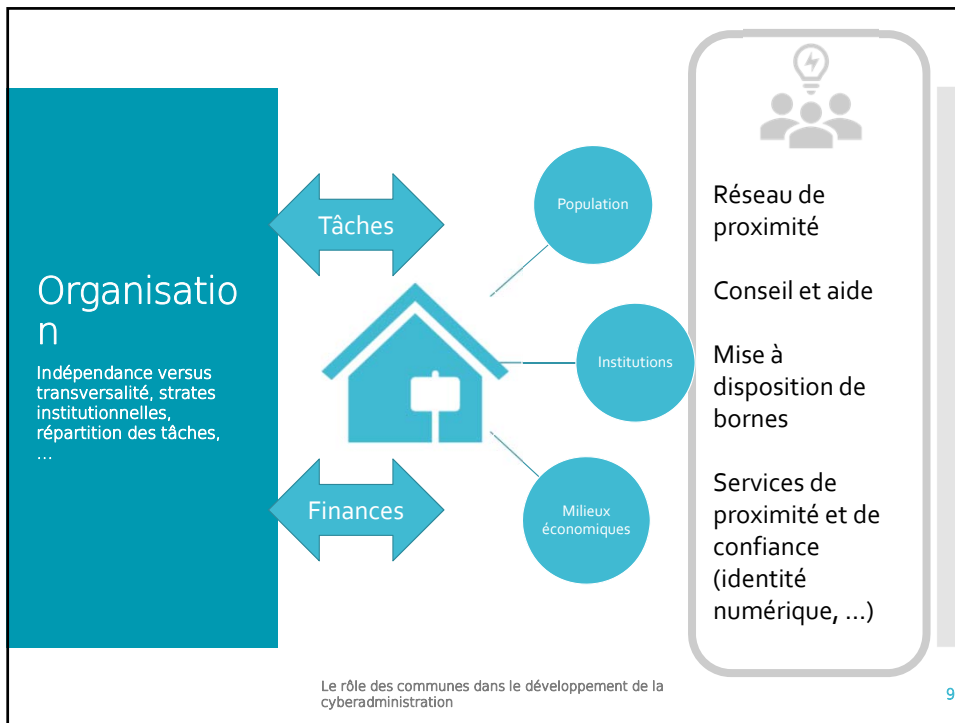 Organisatio
n
Indépendance versus
transversalité, strates
institutionnelles,
répartition des tâches,
...
Tâches
Finances
Population
Institutions
Milieux
économiques
Réseau de
proximité
Conseil et aide
Mise à
disposition de
bornes
Services de
proximité et de
confiance
(identité
numérique, ...)
Le rôle des communes dans le développement de la
cyberadministration
9